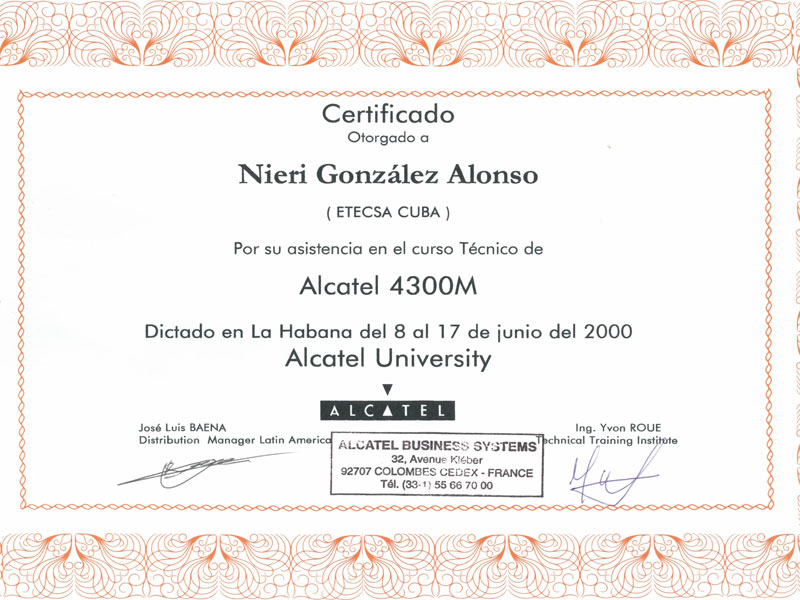 Certificado
Otorgado a
Nieri González Alonso
( ETECSA CUBA )
Por su asistencia en el curso Técnico de
Alcatel 4300M
Dictado en La Habana del 8 al 17 de junio del 2000
Alcatel University
ALCATEL
José Luis BAENA
Distribution Manager Latin America
Ing. Yvon ROUE
Technical Training Institute
ALCATEL BUSINESS SYSTEMS
32, Avenue Kléber
92707 COLOMBES CEDEX - FRANCE
Tél. (33-1) 55 66 70 00